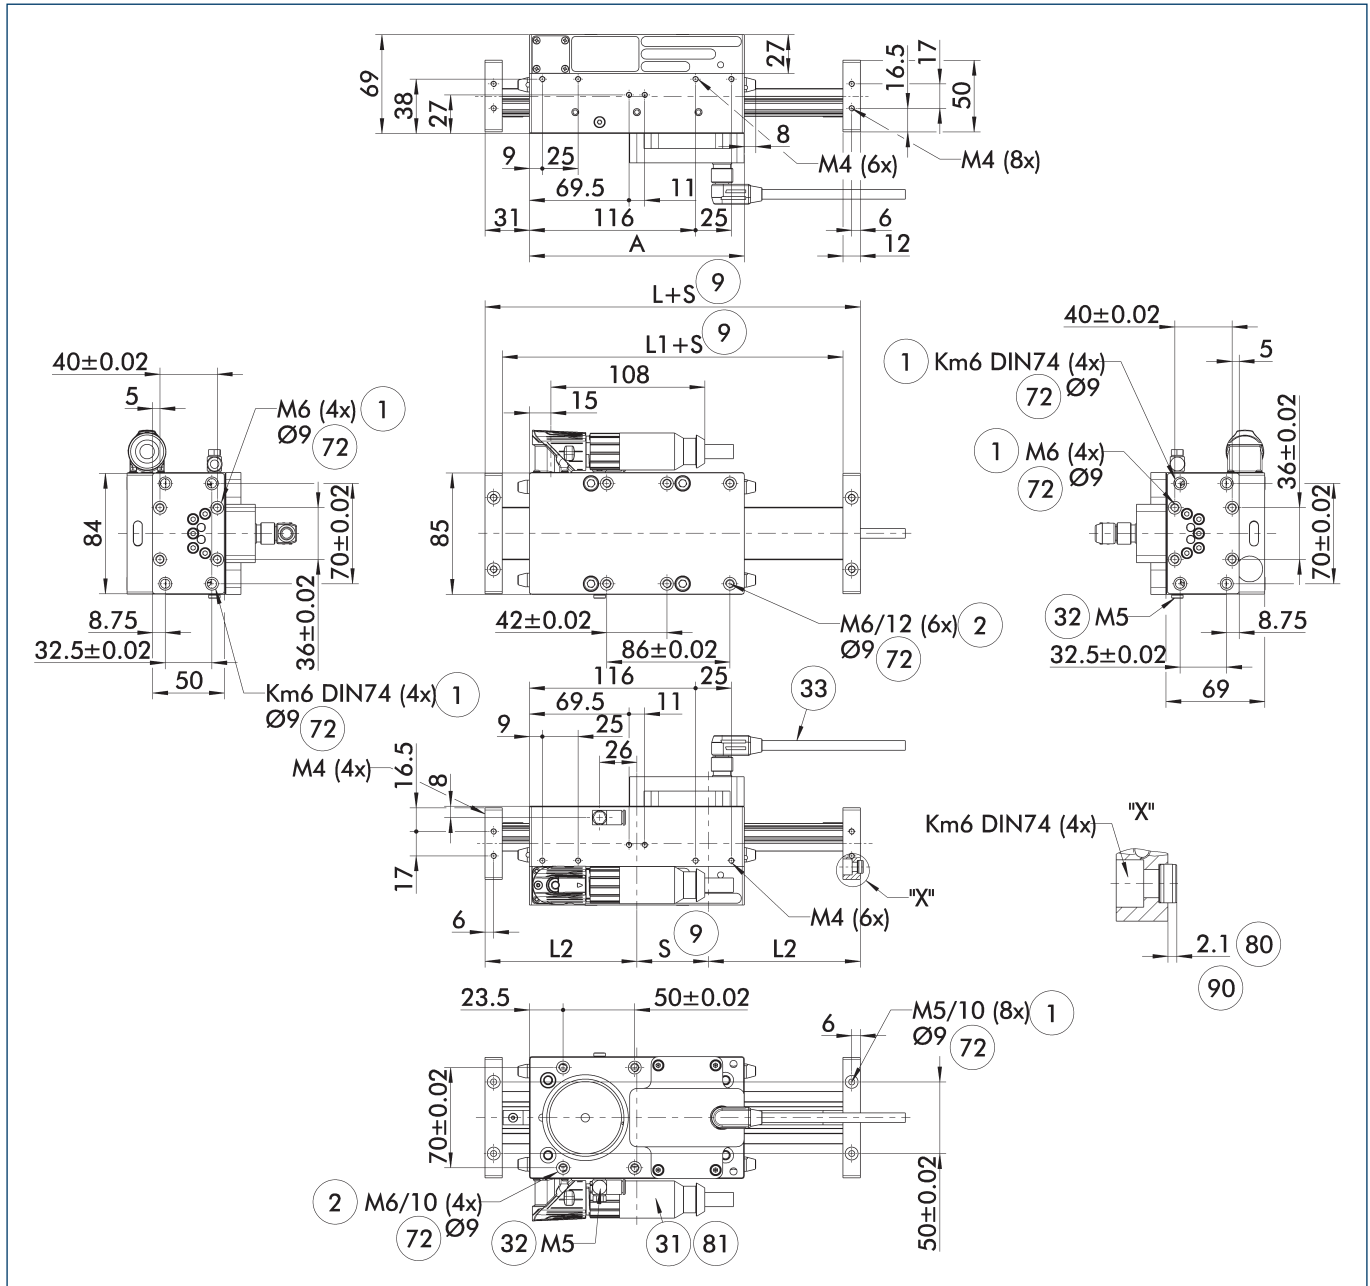 69
38
27
27
16.5
17
50
8
M4 (6x)
M4 (8x)
9
25
69.5
11
31
116
25
6
12
A
9
L+S
9
L1+S
108
15
40±0.02
5
M6 (4x) 1
Ø9 72
84
70±0.02
36±0.02
8.75
32.5±0.02
50
Km6 DIN74 (4x) 1
Ø9 72
85
42±0.02
86±0.02
M6/12 (6x) 2
Ø9 72
40±0.02
5
1 Km6 DIN74 (4x)
72 Ø9
1 M6 (4x)
72 Ø9
36±0.02
70±0.02
32 M5
8.75
32.5±0.02
69
116
25
69.5
11
9
25
26
33
M4 (4x)
16.5
8
17
6
"X"
M4 (6x)
9
L2
S
L2
"X"
Km6 DIN74 (4x)
2.1 80
90
23.5
50±0.02
6
M5/10 (8x) 1
Ø9 72
70±0.02
50±0.02
2 M6/10 (4x)
72 Ø9
32 M5
31 81